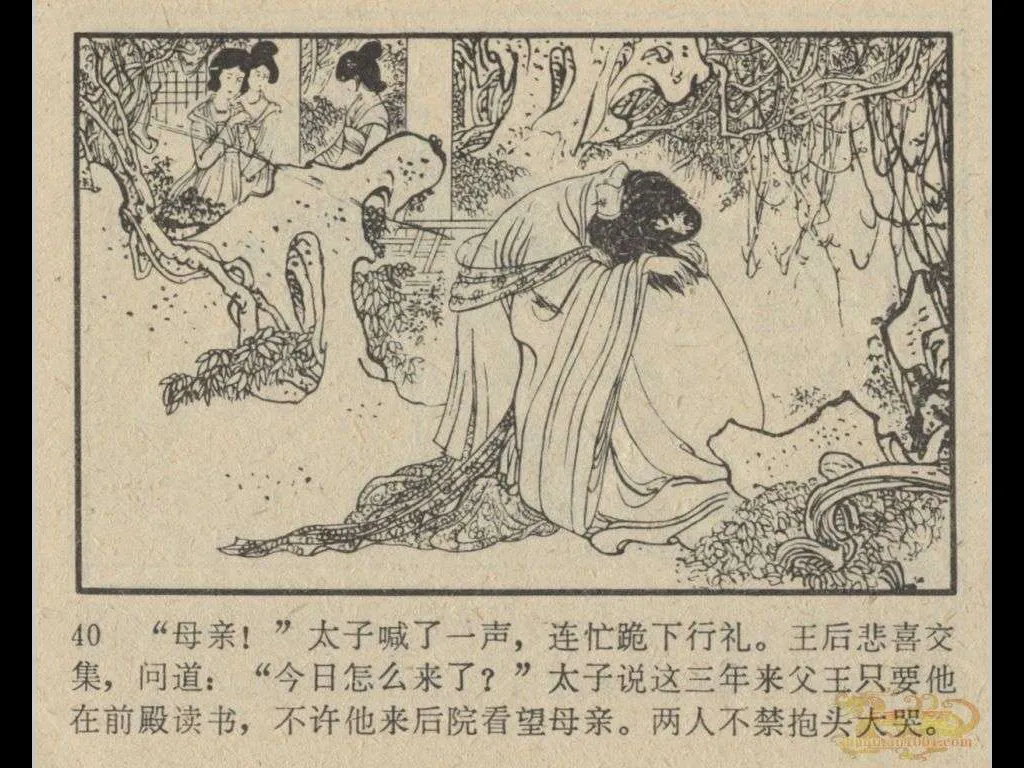 40 “母亲！”太子喊了一声，连忙跪下行礼。王后悲喜交
集，问道：“今日怎么来了？”太子说这三年来父王只要他
在前殿读书，不许他来后院看望母亲。两人不禁抱头大哭。